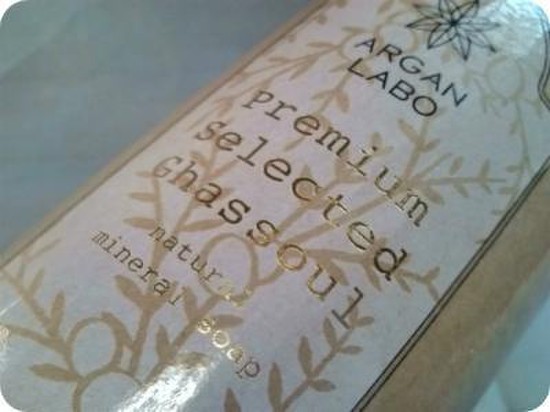 ARGAN
LABO
Premium
Selected
Ghassoul
natural
mineral soap